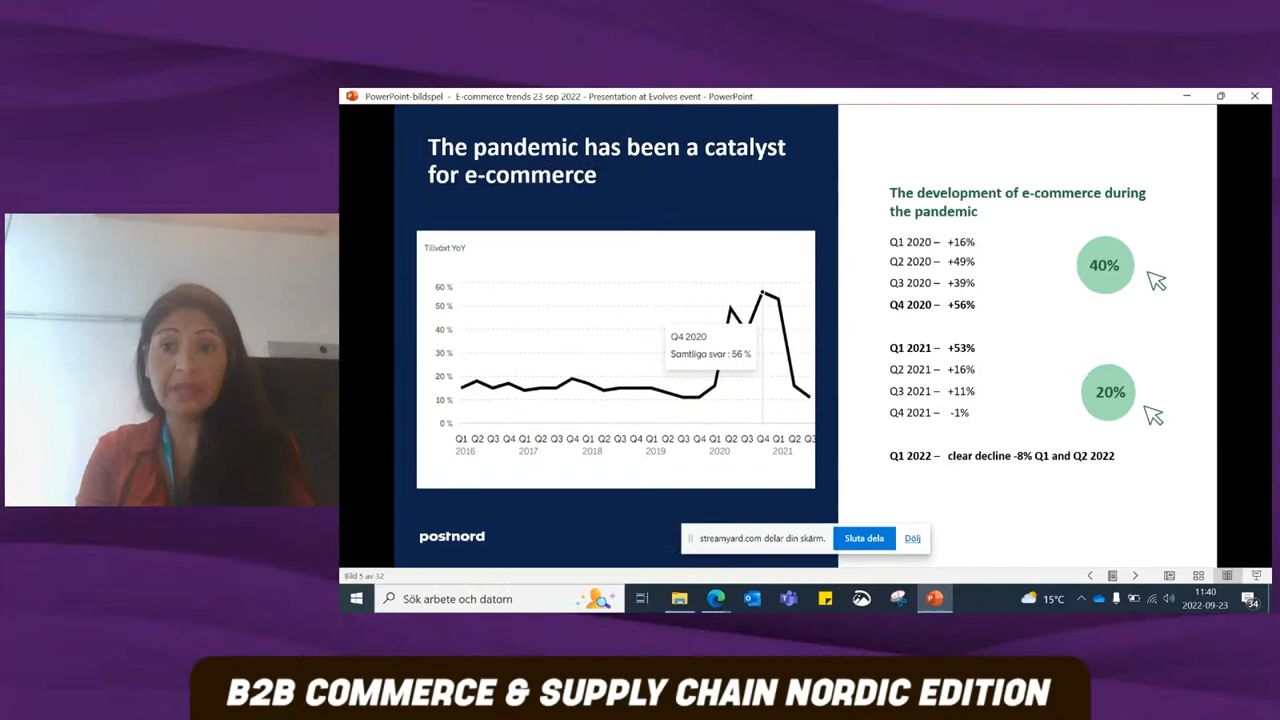 PowerPoint-bildspel - E-commerce trends 23 sep 2022 - Presentation at Evolves event - PowerPoint
The pandemic has been a catalyst
for e-commerce
Tillväxt YoY
60 %
50 %
40 %
30 %
20 %
10 %
0 %
Q4 2020
Samtliga svar : 56 %
Q1 Q2 Q3 Q4 Q1 Q2 Q3 Q4 Q1 Q2 Q3 Q4 Q1 Q2 Q3 Q4 Q1 Q2 Q3 Q4 Q1 Q2 Q3
2016 2017 2018 2019 2020 2021
postnord
The development of e-commerce during
the pandemic
Q1 2020 – +16%
Q2 2020 – +49%
Q3 2020 – +39%
Q4 2020 – +56%
40%
Q1 2021 – +53%
Q2 2021 – +16%
Q3 2021 – +11%
Q4 2021 – -1%
20%
Q1 2022 – clear decline -8% Q1 and Q2 2022
streamyard.com delar din skärm. Sluta dela Dölj
Bild 5 av 32
Sök arbete och datorn
15°C
11:40
2022-09-23
34
B2B COMMERCE & SUPPLY CHAIN NORDIC EDITION